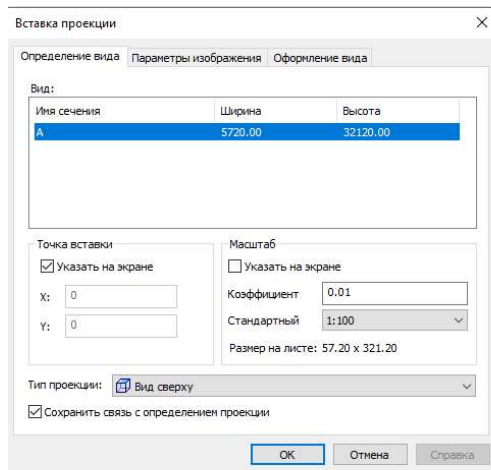 Вставка проекции
Определение вида Параметры изображения Оформление вида
Вид:
Имя сечения Ширина Высота
A 5720.00 32120.00
Точка вставки Масштаб
Указать на экране Указать на экране
X: 0 Коэффициент 0.01
Y: 0 Стандартный 1:100
Размер на листе: 57.20 x 321.20
Тип проекции: Вид сверху
Сохранить связь с определением проекции
OK Отмена Справка